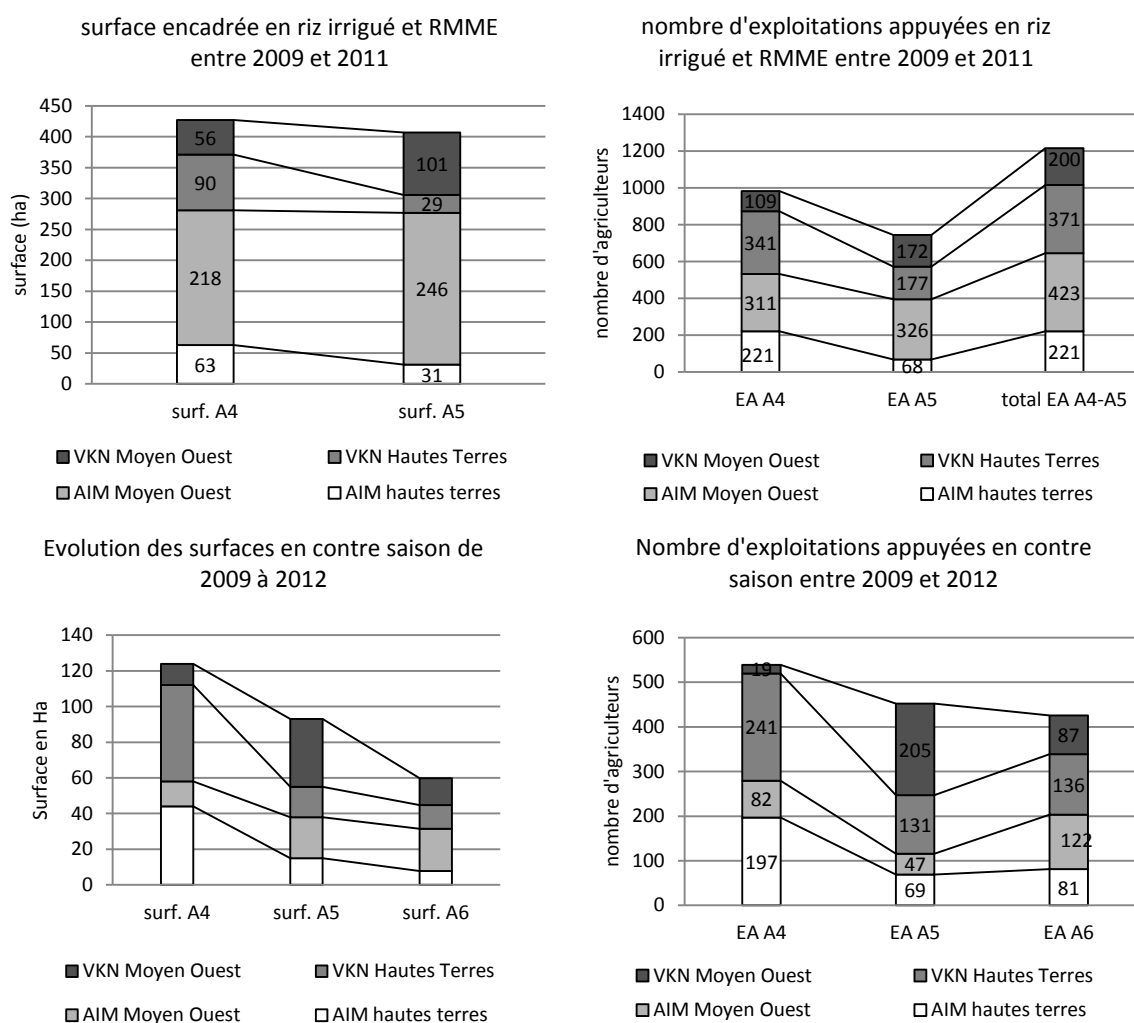 surface encadrée en riz irrigué et RMME
entre 2009 et 2011
450
400
350
300
250
200
150
100
50
0
surface (ha)
56
90
218
63
101
29
246
31
surf. A4
surf. A5
VKN Moyen Ouest
VKN Hautes Terres
AIM Moyen Ouest
AIM hautes terres
nombre d'exploitations appuyées en riz
irrigué et RMME entre 2009 et 2011
1400
1200
1000
800
600
400
200
0
nombre d'agriculteurs
109
341
311
221
172
177
326
68
200
371
423
221
EA A4
EA A5
total EA A4-A5
VKN Moyen Ouest
VKN Hautes Terres
AIM Moyen Ouest
AIM hautes terres
Evolution des surfaces en contre saison de
2009 à 2012
140
120
100
80
60
40
20
0
Surface en Ha
surf. A4
surf. A5
surf. A6
VKN Moyen Ouest
VKN Hautes Terres
AIM Moyen Ouest
AIM hautes terres
Nombre d'exploitations appuyées en contre
saison entre 2009 et 2012
600
500
400
300
200
100
0
nombre d'agriculteurs
19
241
82
197
205
131
47
69
87
136
122
81
EA A4
EA A5
EA A6
VKN Moyen Ouest
VKN Hautes Terres
AIM Moyen Ouest
AIM hautes terres